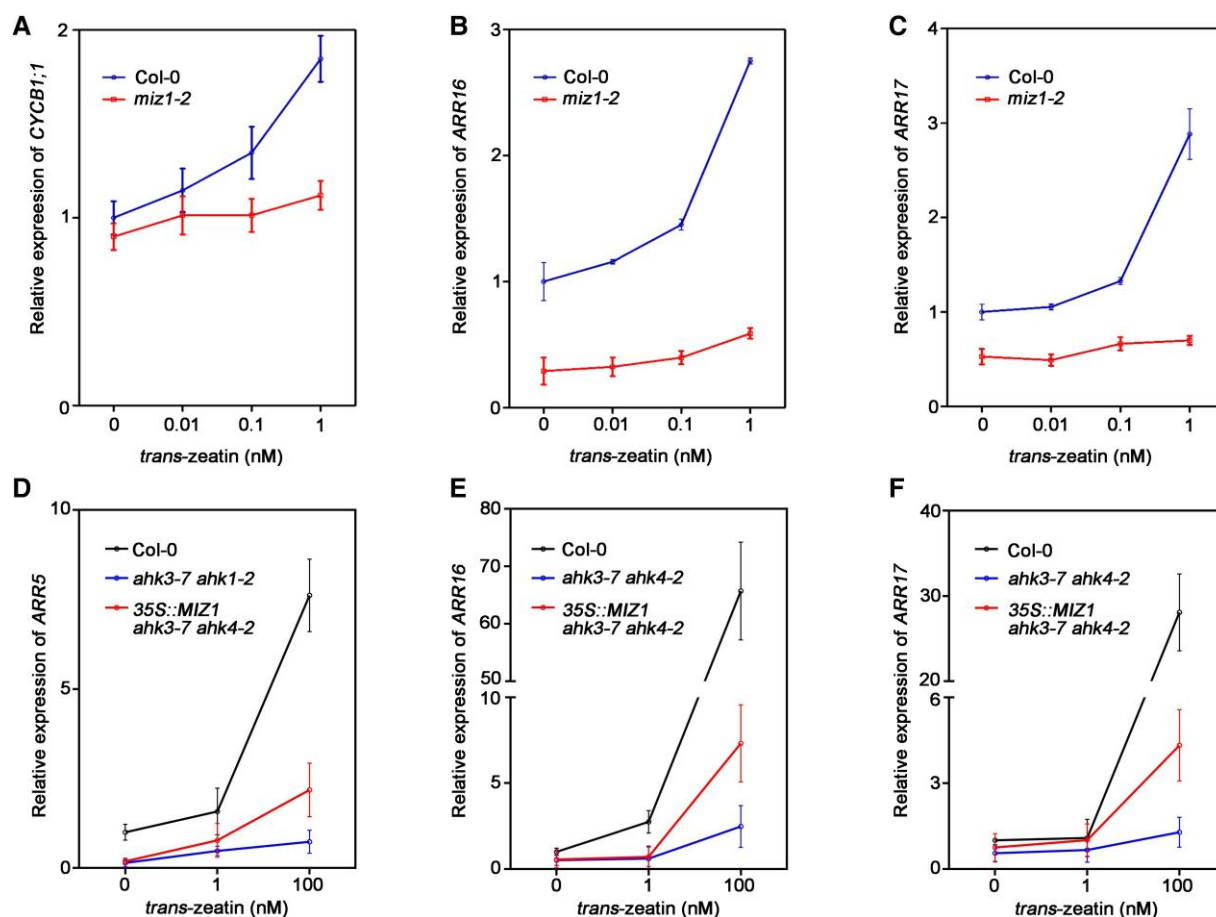 A
Relative expreesion of CYCB1;1
2
1
0
Col-0
miz1-2
0 0.01 0.1 1
trans-zeatin (nM)
B
Relative expreesion of ARR16
3
2
1
0
Col-0
miz1-2
0 0.01 0.1 1
trans-zeatin (nM)
C
Relative expreesion of ARR17
4
3
2
1
0
Col-0
miz1-2
0 0.01 0.1 1
trans-zeatin (nM)
D
Relative expression of ARR5
10
5
0
Col-0
ahk3-7 ahk1-2
35S::MIZ1
ahk3-7 ahk4-2
0 1 100
trans-zeatin (nM)
E
Relative expression of ARR16
80
70
60
50
10
5
0
Col-0
ahk3-7 ahk4-2
35S::MIZ1
ahk3-7 ahk4-2
0 1 100
trans-zeatin (nM)
F
Relative expression of ARR17
40
30
20
6
3
0
Col-0
ahk3-7 ahk4-2
35S::MIZ1
ahk3-7 ahk4-2
0 1 100
trans-zeatin (nM)